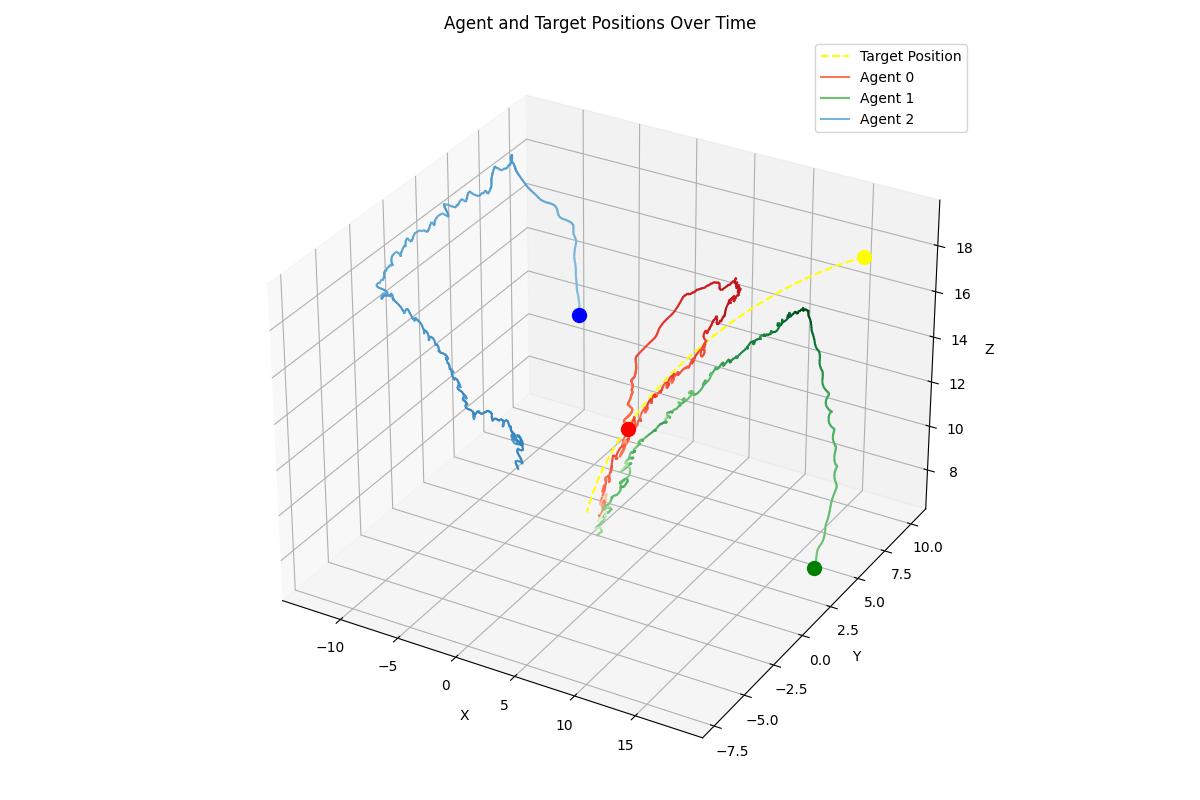 Agent and Target Positions Over Time
Target Position
Agent 0
Agent 1
Agent 2
18
16
14
Z
12
10
8
10.0
7.5
5.0
2.5
0.0
−2.5
−5.0
−7.5
Y
−10
−5
0
5
10
15
X